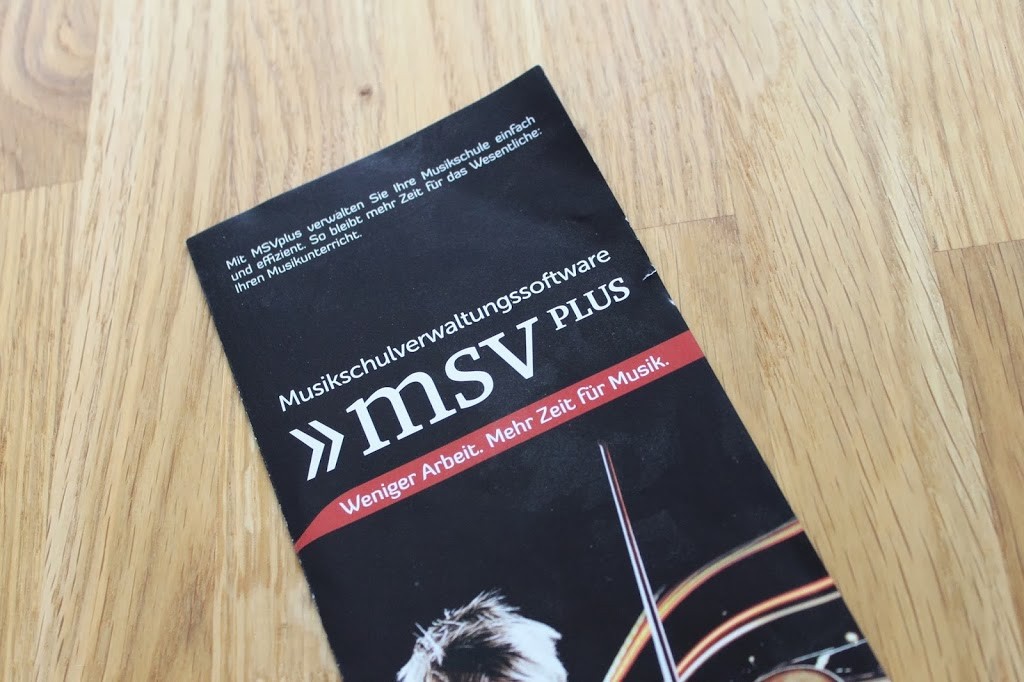 Mit MSVplus verwalten Sie Ihre Musikschule einfach
und effizient. So bleibt mehr Zeit für das Wesentliche:
Ihren Musikunterricht.
Musikschulverwaltungssoftware
»msv PLUS
Weniger Arbeit. Mehr Zeit für Musik.